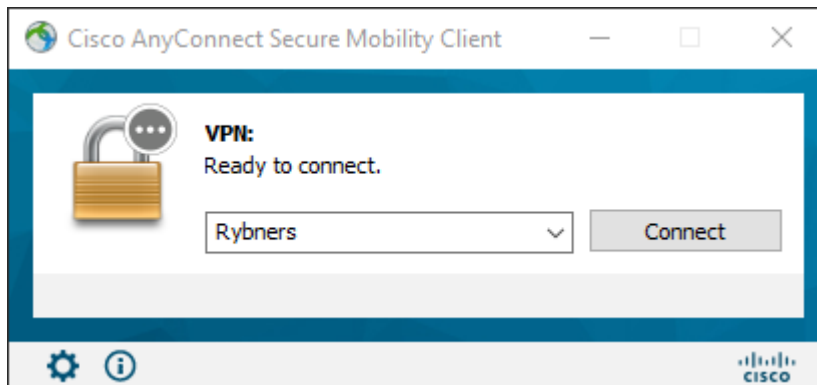 Cisco AnyConnect Secure Mobility Client
VPN:
Ready to connect.
Rybners
Connect
CISCO